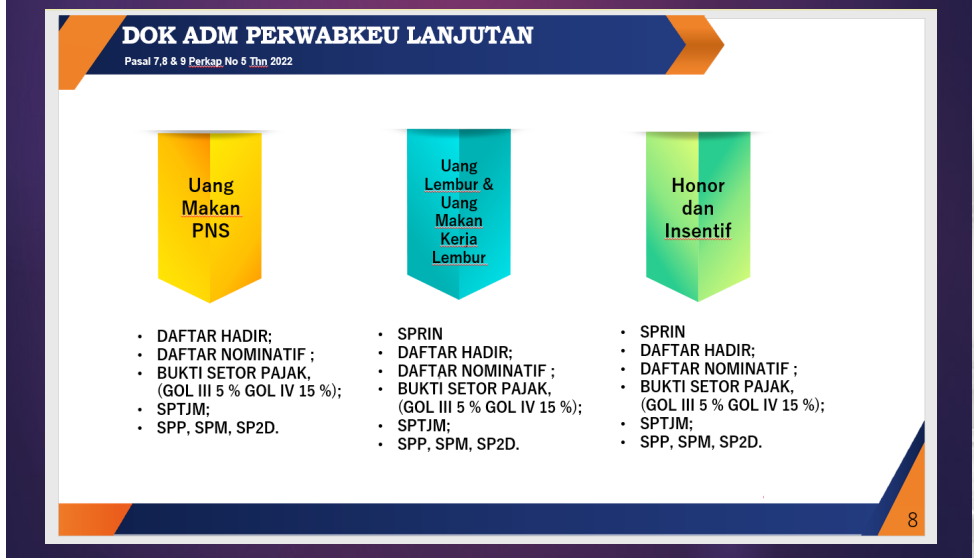 DOK ADM PERWABKEU LANJUTAN
Pasal 7,8 & 9 Perkap No 5 Thn 2022
Uang
Makan
PNS
• DAFTAR HADIR;
• DAFTAR NOMINATIF ;
• BUKTI SETOR PAJAK,
(GOL III 5 % GOL IV 15 %);
• SPTJM;
• SPP, SPM, SP2D.
Uang
Lembur &
Uang
Makan
Kerja
Lembur
• SPRIN
• DAFTAR HADIR;
• DAFTAR NOMINATIF ;
• BUKTI SETOR PAJAK,
(GOL III 5 % GOL IV 15 %);
• SPTJM;
• SPP, SPM, SP2D.
Honor
dan
Insentif
• SPRIN
• DAFTAR HADIR;
• DAFTAR NOMINATIF ;
• BUKTI SETOR PAJAK,
(GOL III 5 % GOL IV 15 %);
• SPTJM;
• SPP, SPM, SP2D.
8